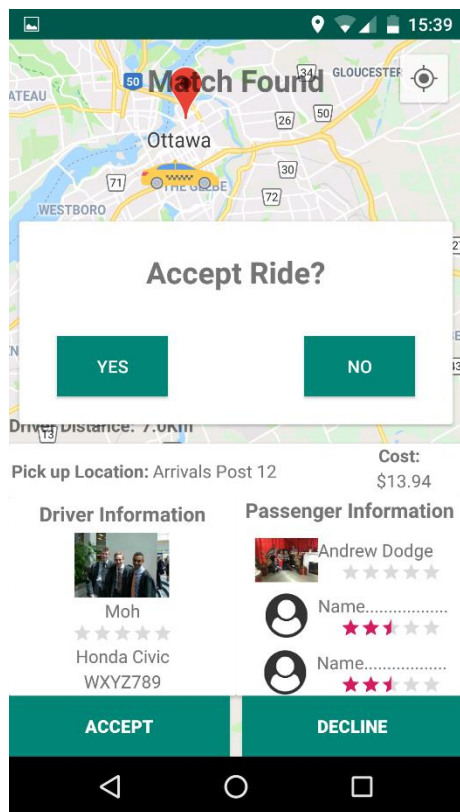 15:39
Match Found
50
34
GLOUCESTER
ATEAU
26
50
Ottawa
30
71
THE GLEBE
72
WESTBORO
Accept Ride?
YES
NO
Driver Distance: 7.0Km
13
Pick up Location: Arrivals Post 12
Cost:
$13.94
Driver Information
Passenger Information
Andrew Dodge
Moh
Name.................
Honda Civic
WXYZ789
Name.................
ACCEPT
DECLINE